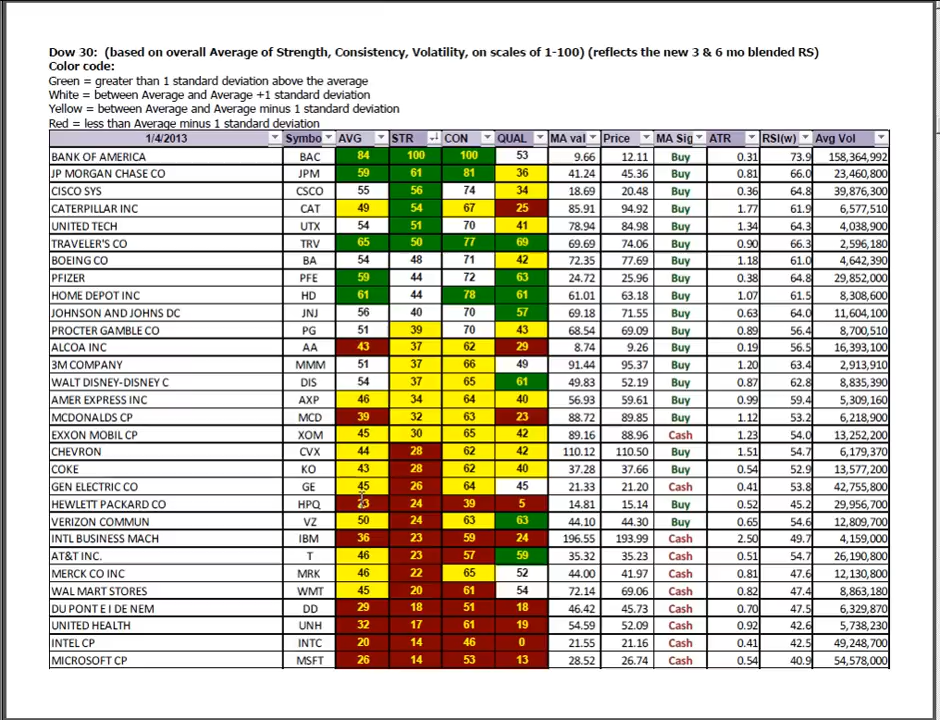 Dow 30: (based on overall Average of Strength, Consistency, Volatility, on scales of 1-100) (reflects the new 3 & 6 mo blended RS)
Color code:
Green = greater than 1 standard deviation above the average
White = between Average and Average +1 standard deviation
Yellow = between Average and Average minus 1 standard deviation
Red = less than Average minus 1 standard deviation
1/4/2013 Symbo AVG STR CON QUAL MA val Price MA Sig ATR RSI(w) Avg Vol
BANK OF AMERICA BAC 84 100 100 53 9.66 12.11 Buy 0.31 73.9 158,364,992
JP MORGAN CHASE CO JPM 59 61 81 36 41.24 45.36 Buy 0.81 66.0 23,460,800
CISCO SYS CSCO 55 56 74 34 18.69 20.48 Buy 0.36 64.8 39,876,300
CATERPILLAR INC CAT 49 54 67 25 85.91 94.92 Buy 1.77 61.9 6,577,510
UNITED TECH UTX 54 51 70 41 78.94 84.98 Buy 1.34 64.3 4,038,900
TRAVELER'S CO TRV 65 50 77 69 69.69 74.06 Buy 0.90 66.3 2,596,180
BOEING CO BA 54 48 71 42 72.35 77.69 Buy 1.18 61.0 4,642,390
PFIZER PFE 59 44 72 63 24.72 25.96 Buy 0.38 64.8 29,852,000
HOME DEPOT INC HD 61 44 78 61 61.01 63.18 Buy 1.07 61.5 8,308,600
JOHNSON AND JOHNS DC JNJ 56 40 70 57 69.18 71.55 Buy 0.63 64.0 11,604,100
PROCTER GAMBLE CO PG 51 39 70 43 68.54 69.09 Buy 0.89 56.4 8,700,510
ALCOA INC AA 43 37 62 29 8.74 9.26 Buy 0.19 56.5 16,393,100
3M COMPANY MMM 51 37 66 49 91.44 95.37 Buy 1.20 63.4 2,913,910
WALT DISNEY-DISNEY C DIS 54 37 65 61 49.83 52.19 Buy 0.87 62.8 8,835,390
AMER EXPRESS INC AXP 46 34 64 40 56.93 59.61 Buy 0.99 59.4 5,309,160
MCDONALDS CP MCD 39 32 63 23 88.72 89.85 Buy 1.12 53.2 6,218,900
EXXON MOBIL CP XOM 45 30 65 42 89.16 88.96 Cash 1.23 54.0 13,252,200
CHEVRON CVX 44 28 62 42 110.12 110.50 Buy 1.51 54.7 6,179,370
COKE KO 43 28 62 40 37.28 37.66 Buy 0.54 52.9 13,577,200
GEN ELECTRIC CO GE 45 26 64 45 21.33 21.20 Cash 0.41 53.8 42,755,800
HEWLETT PACKARD CO HPQ 24 39 5 14.81 15.14 Buy 0.52 45.2 29,956,700
VERIZON COMMUN VZ 50 24 63 63 44.10 44.30 Buy 0.65 54.6 12,809,700
INTL BUSINESS MACH IBM 36 23 59 24 196.55 193.99 Cash 2.50 49.7 4,159,000
AT&T INC. T 46 23 57 59 35.32 35.23 Cash 0.51 54.7 26,190,800
MERCK CO INC MRK 46 22 65 52 44.00 41.97 Cash 0.81 47.6 12,130,800
WAL MART STORES WMT 45 20 61 54 72.14 69.06 Cash 0.82 47.4 8,863,180
DU PONT E I DE NEM DD 29 18 51 18 46.42 45.73 Cash 0.70 47.5 6,329,870
UNITED HEALTH UNH 32 17 61 19 54.59 52.09 Cash 0.92 42.6 5,738,230
INTEL CP INTC 20 14 46 0 21.55 21.16 Cash 0.41 42.5 49,248,700
MICROSOFT CP MSFT 26 14 53 13 28.52 26.74 Cash 0.54 40.9 54,578,000